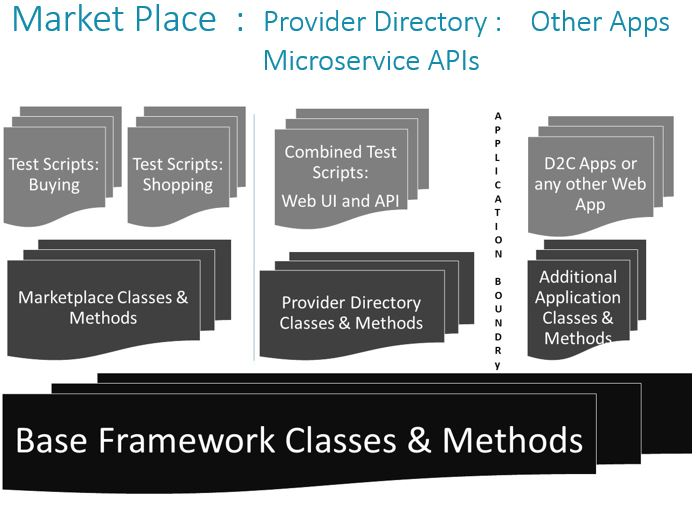 Market Place : Provider Directory : Other Apps
Microservice APIs
Test Scripts:
Buying
Test Scripts:
Shopping
Combined Test
Scripts:
Web UI and API
APPLICATION BOUNDRy
D2C Apps or
any other Web
App
Marketplace Classes &
Methods
Provider Directory
Classes & Methods
Additional
Application
Classes &
Methods
Base Framework Classes & Methods